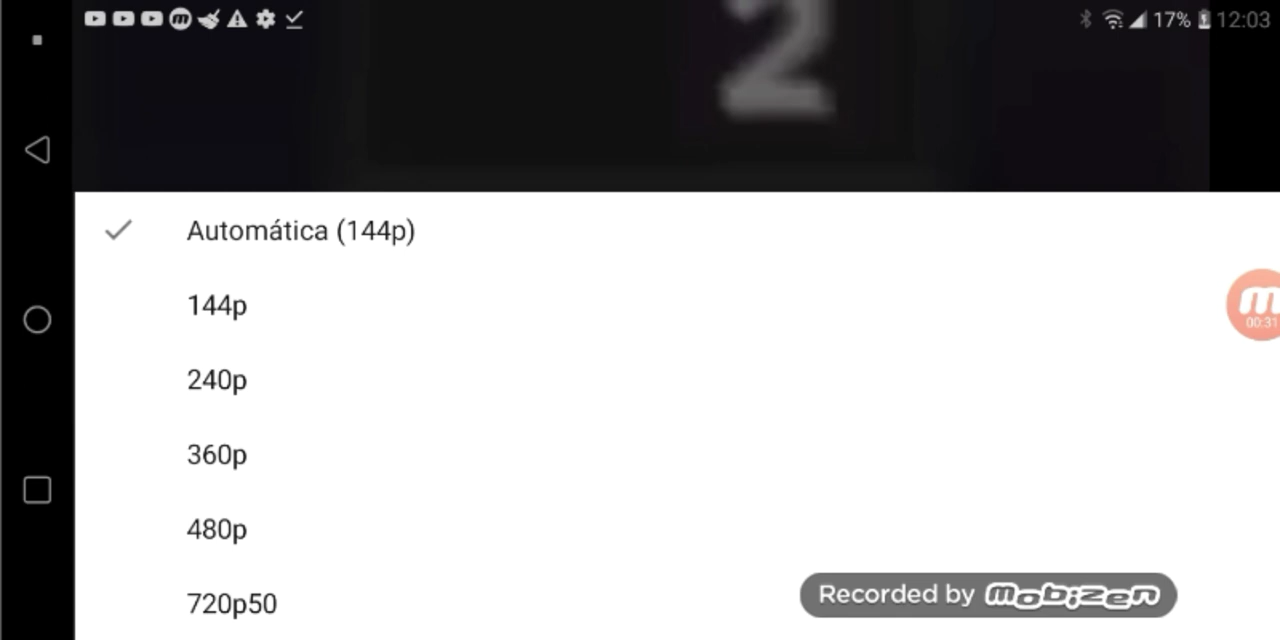 17% 12:03
2
Automática (144p)
144p
m
00:31
240p
360p
480p
720p50
Recorded by mobizen